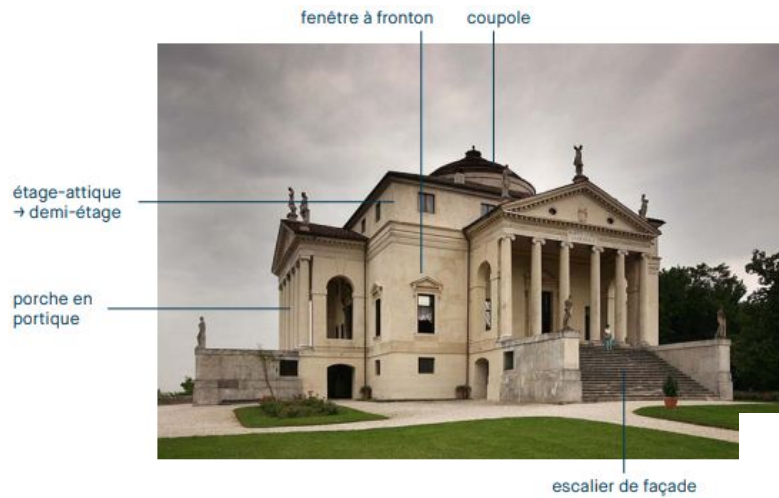 fenêtre à fronton
coupole
étage-attique
→ demi-étage
porche en
portique
escalier de façade